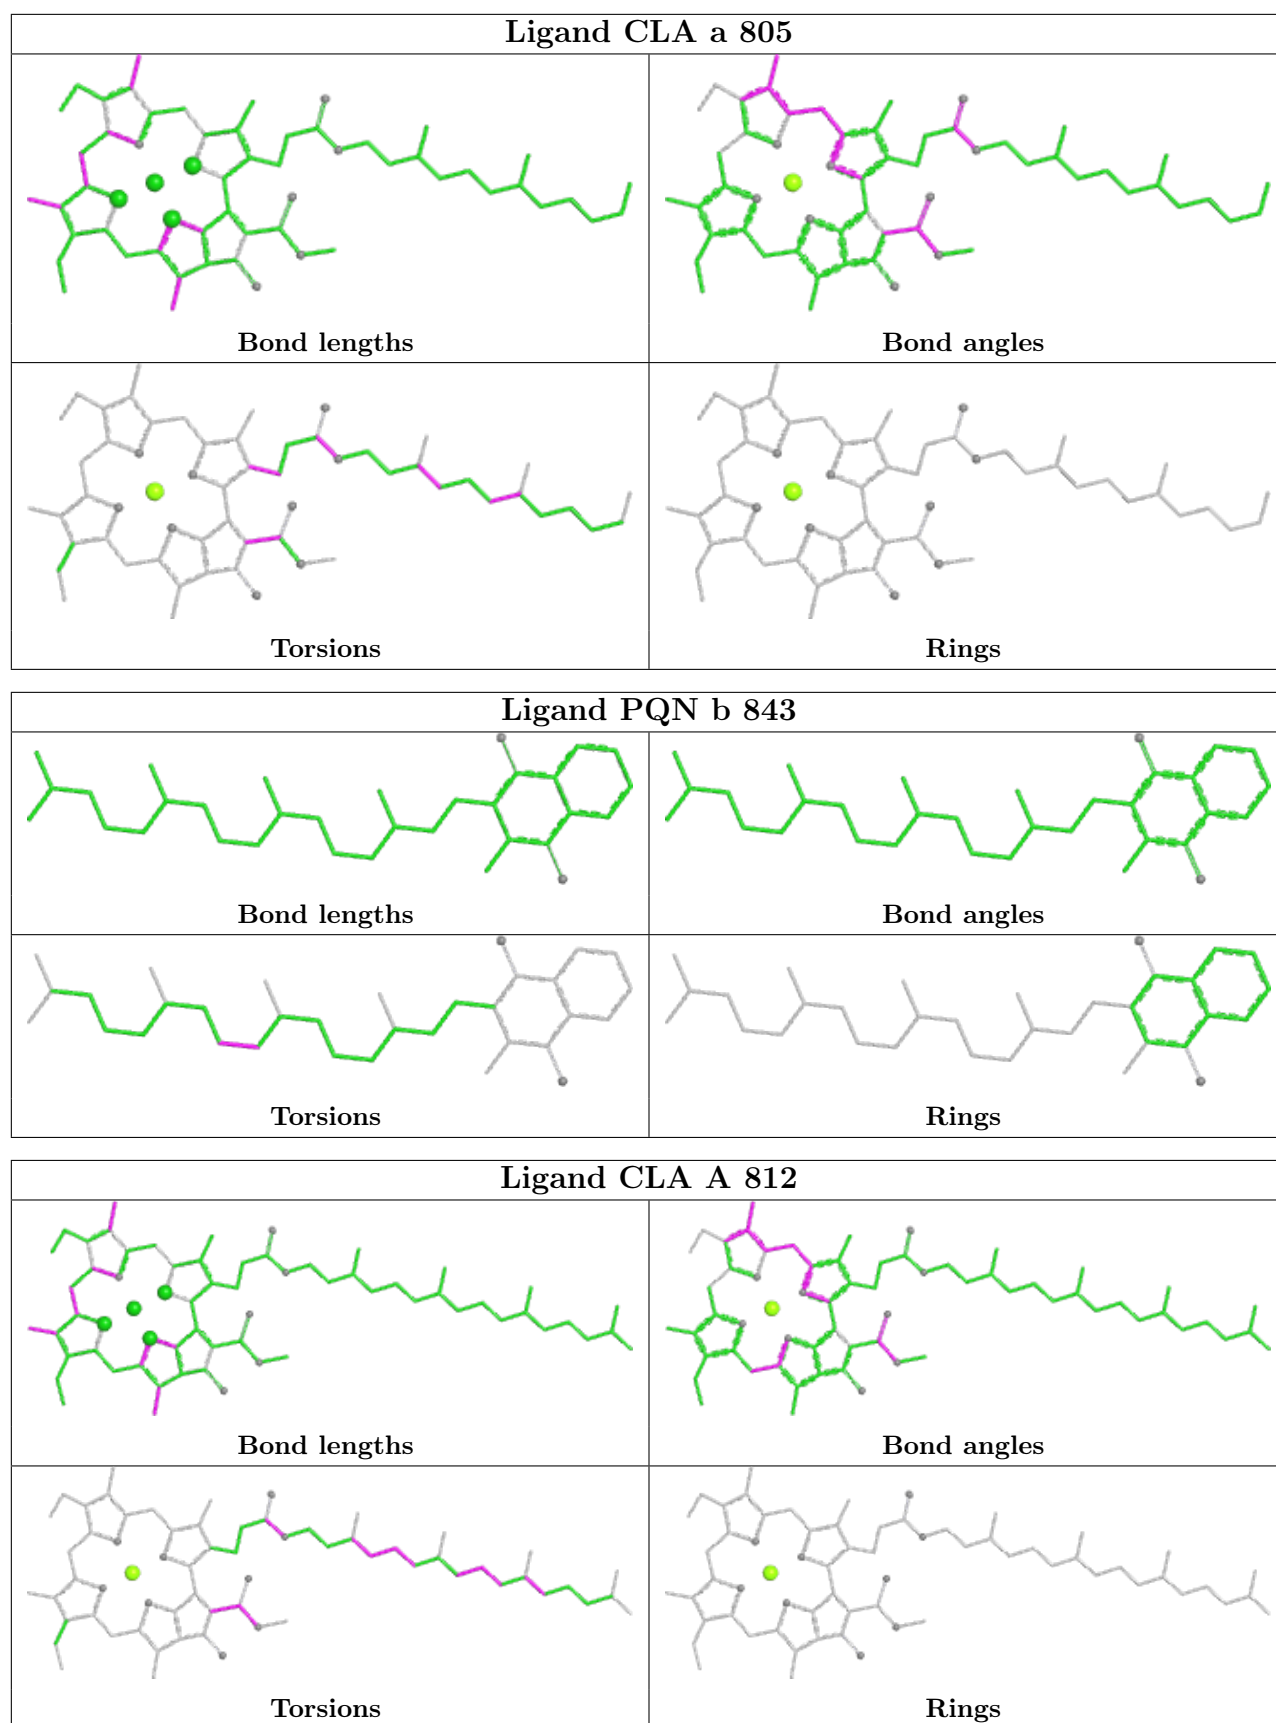 Ligand CLA a 805
Bond lengths
Bond angles
Torsions
Rings
Ligand PQN b 843
Bond lengths
Bond angles
Torsions
Rings
Ligand CLA A 812
Bond lengths
Bond angles
Torsions
Rings